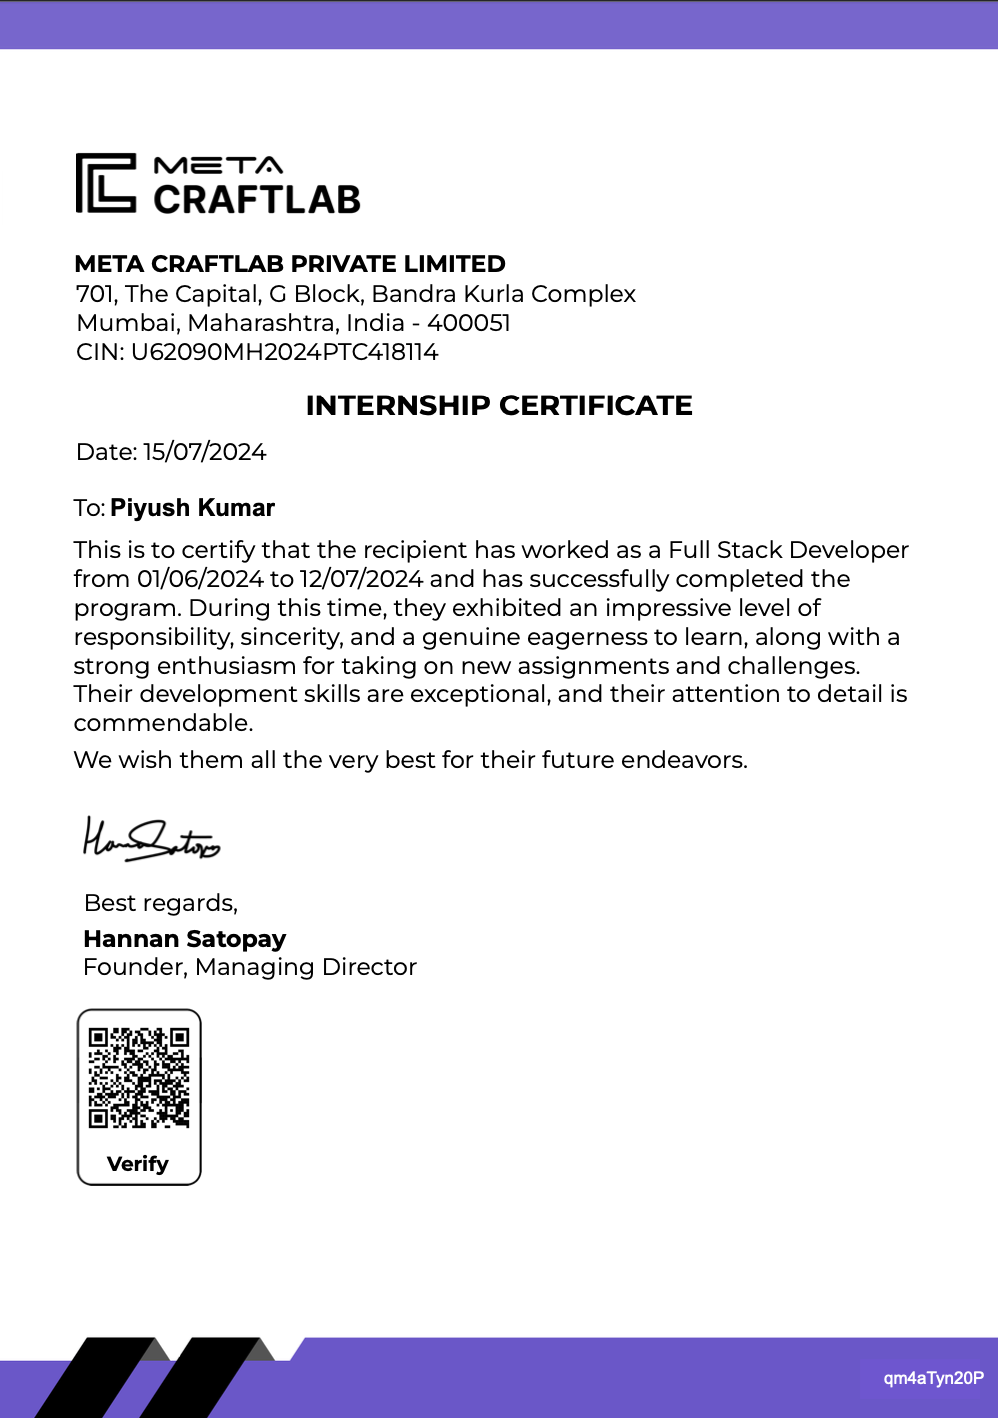 META
CRAFTLAB
META CRAFTLAB PRIVATE LIMITED
701, The Capital, G Block, Bandra Kurla Complex
Mumbai, Maharashtra, India - 400051
CIN: U62090MH2024PTC418114
INTERNSHIP CERTIFICATE
Date: 15/07/2024
To: Piyush Kumar
This is to certify that the recipient has worked as a Full Stack Developer
from 01/06/2024 to 12/07/2024 and has successfully completed the
program. During this time, they exhibited an impressive level of
responsibility, sincerity, and a genuine eagerness to learn, along with a
strong enthusiasm for taking on new assignments and challenges.
Their development skills are exceptional, and their attention to detail is
commendable.
We wish them all the very best for their future endeavors.
Best regards,
Hannan Satopay
Founder, Managing Director
Verify
qm4aTyn20P